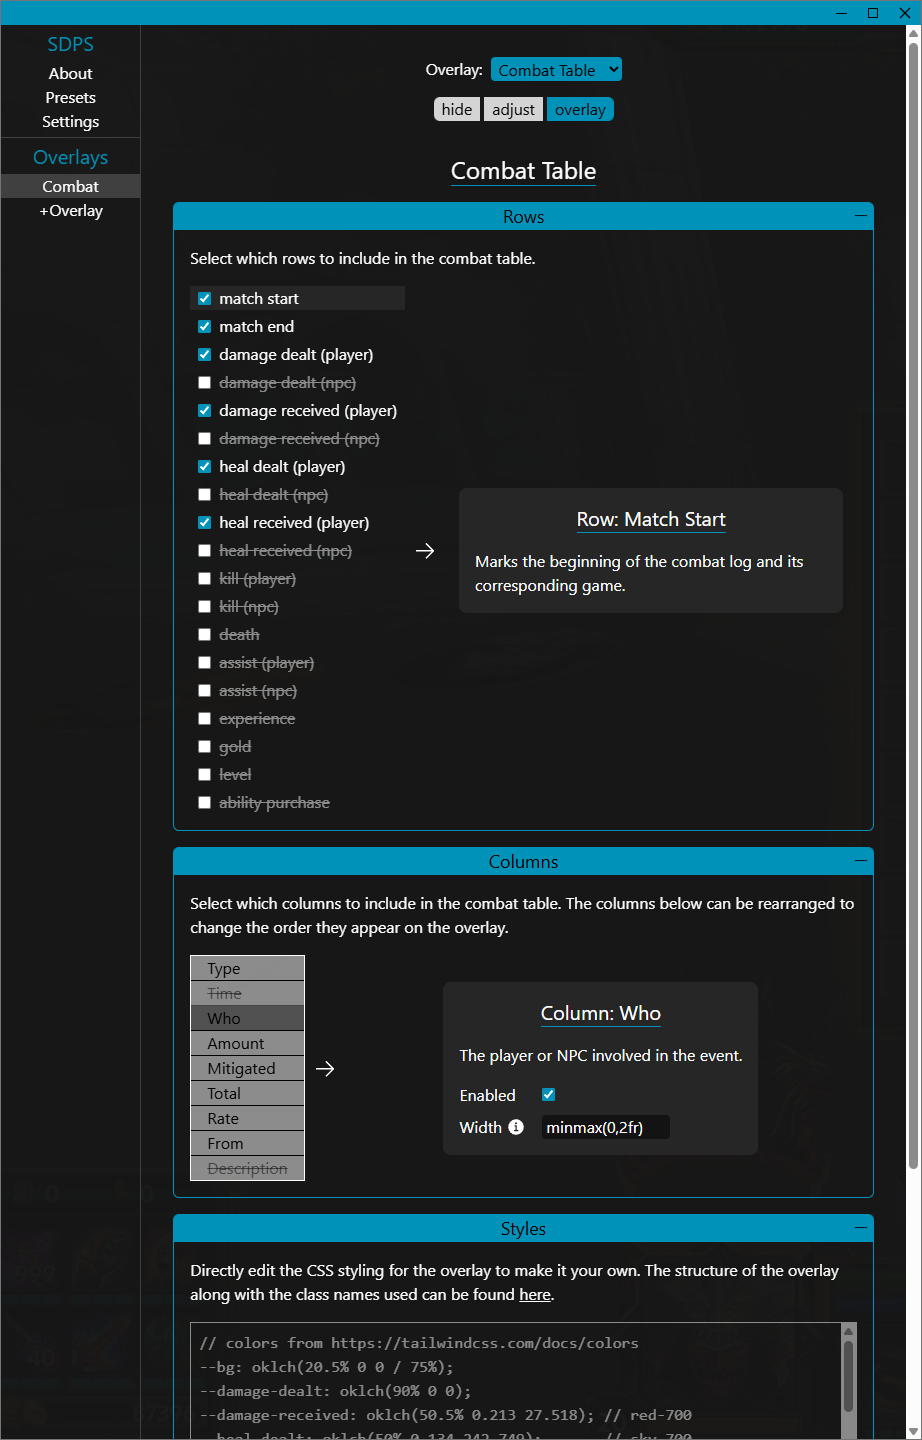 SDPS
About
Presets
Settings
Overlays
Combat
+Overlay
Overlay: Combat Table
hide adjust overlay
Combat Table
Rows
Select which rows to include in the combat table.
match start
match end
damage dealt (player)
damage dealt (npc)
damage received (player)
damage received (npc)
heal dealt (player)
heal dealt (npc)
heal received (player)
heal received (npc)
kill (player)
kill (npc)
death
assist (player)
assist (npc)
experience
gold
level
ability purchase
Row: Match Start
Marks the beginning of the combat log and its
corresponding game.
Columns
Select which columns to include in the combat table. The columns below can be rearranged to
change the order they appear on the overlay.
Type
Time
Who
Amount
Mitigated
Total
Rate
From
Description
Column: Who
The player or NPC involved in the event.
Enabled
Width minmax(0,2fr)
Styles
Directly edit the CSS styling for the overlay to make it your own. The structure of the overlay
along with the class names used can be found here.
// colors from https://tailwindcss.com/docs/colors
--bg: oklch(20.5% 0 0 / 75%);
--damage-dealt: oklch(90% 0 0);
--damage-received: oklch(50.5% 0.213 27.518); // red-700
--heal-dealt: oklch(50% 0.134 242.749); // sky-700